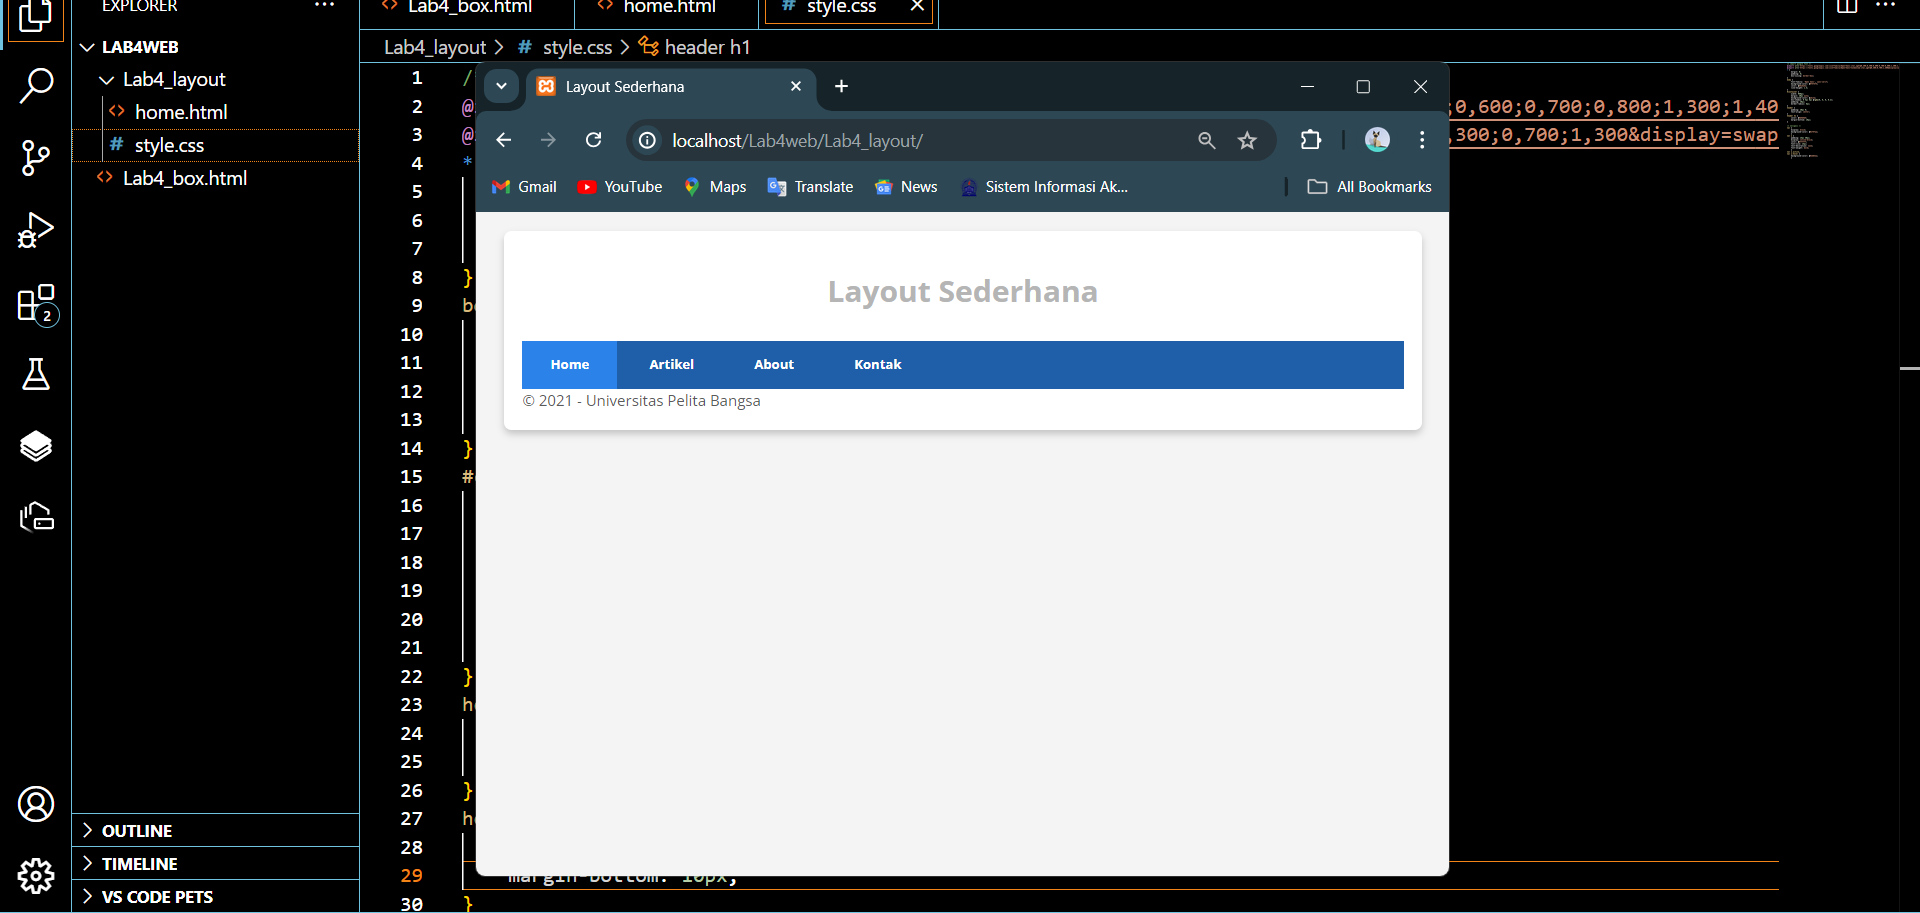 EXPLORER
Lab4_box.html
home.html
style.css
LAB4WEB
Lab4_layout > # style.css > header h1
Lab4_layout
home.html
# style.css
Lab4_box.html
2
1 /
2 @
3 @
4 *
5
6
7
8 }
9
10
11
12
13
14 }
15 #
16
17
18
19
20
21
22 }
23
24
25
26 }
27
28
29 margin-bottom: 10px;
30 }
;0,600;0,700;0,800;1,300;1,40
,300;0,700;1,300&display=swap
Layout Sederhana
localhost/Lab4web/Lab4_layout/
Gmail YouTube Maps Translate News Sistem Informasi Ak... All Bookmarks
Layout Sederhana
Home Artikel About Kontak
© 2021 - Universitas Pelita Bangsa
OUTLINE
TIMELINE
VS CODE PETS